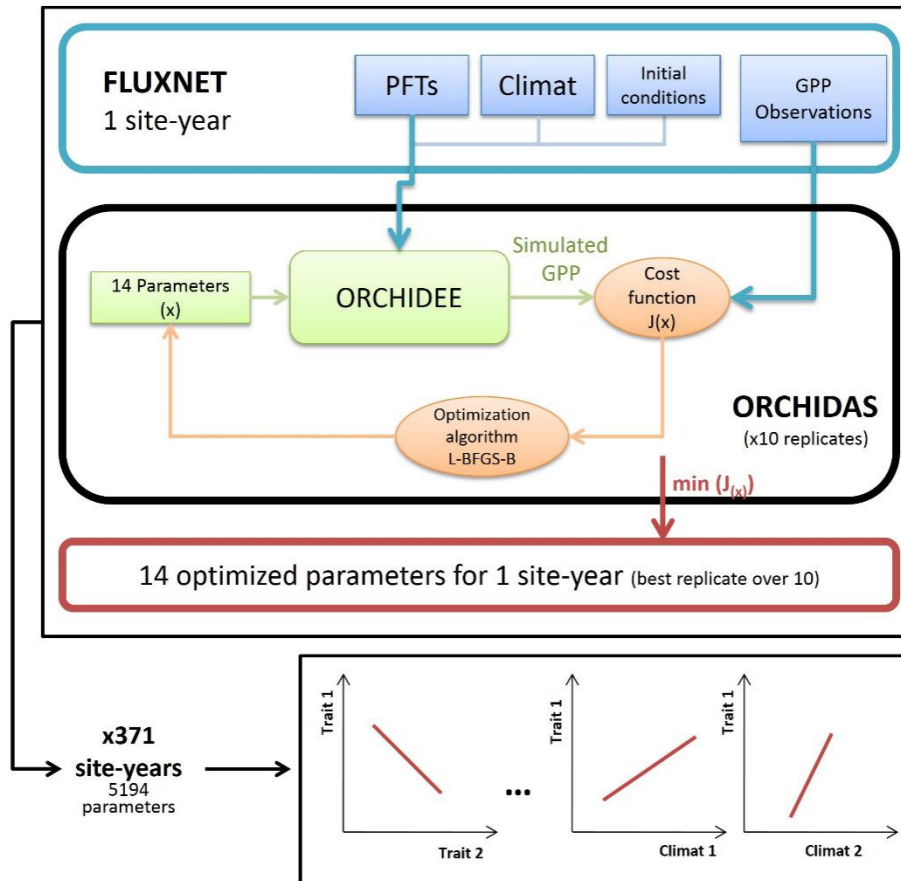 FLUXNET
1 site-year
PFTs
Climat
Initial
conditions
GPP
Observations
14 Parameters
(x)
ORCHIDEE
Simulated
GPP
Cost
function
J(x)
Optimization
algorithm
L-BFGS-B
ORCHIDAS
(x10 replicates)
min (J(x))
14 optimized parameters for 1 site-year (best replicate over 10)
x371
site-years
5194
parameters
Trait 1
Trait 2
...
Trait 1
Climat 1
Trait 1
Climat 2